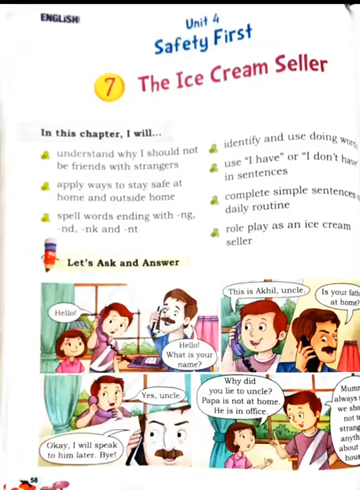 ENGLISH
Unit 4
Safety First
7 The Ice Cream Seller
In this chapter, I will...
understand why I should not
be friends with strangers
apply ways to stay safe at
home and outside home
spell words ending with -ng,
-nd, -nk and -nt
identify and use doing
use "I have" or "I don't have"
in sentences
complete simple sentences
daily routine
role play as an ice cream
seller
Let's Ask and Answer
Hello!
Hello!
What is your
name?
This is Akhil, uncle.
Is your
at home?
Yes, uncle.
Okay, I will speak
to him later. Bye!
Why did
you lie to uncle?
Papa is not at home.
He is in office.
always
we
about
58